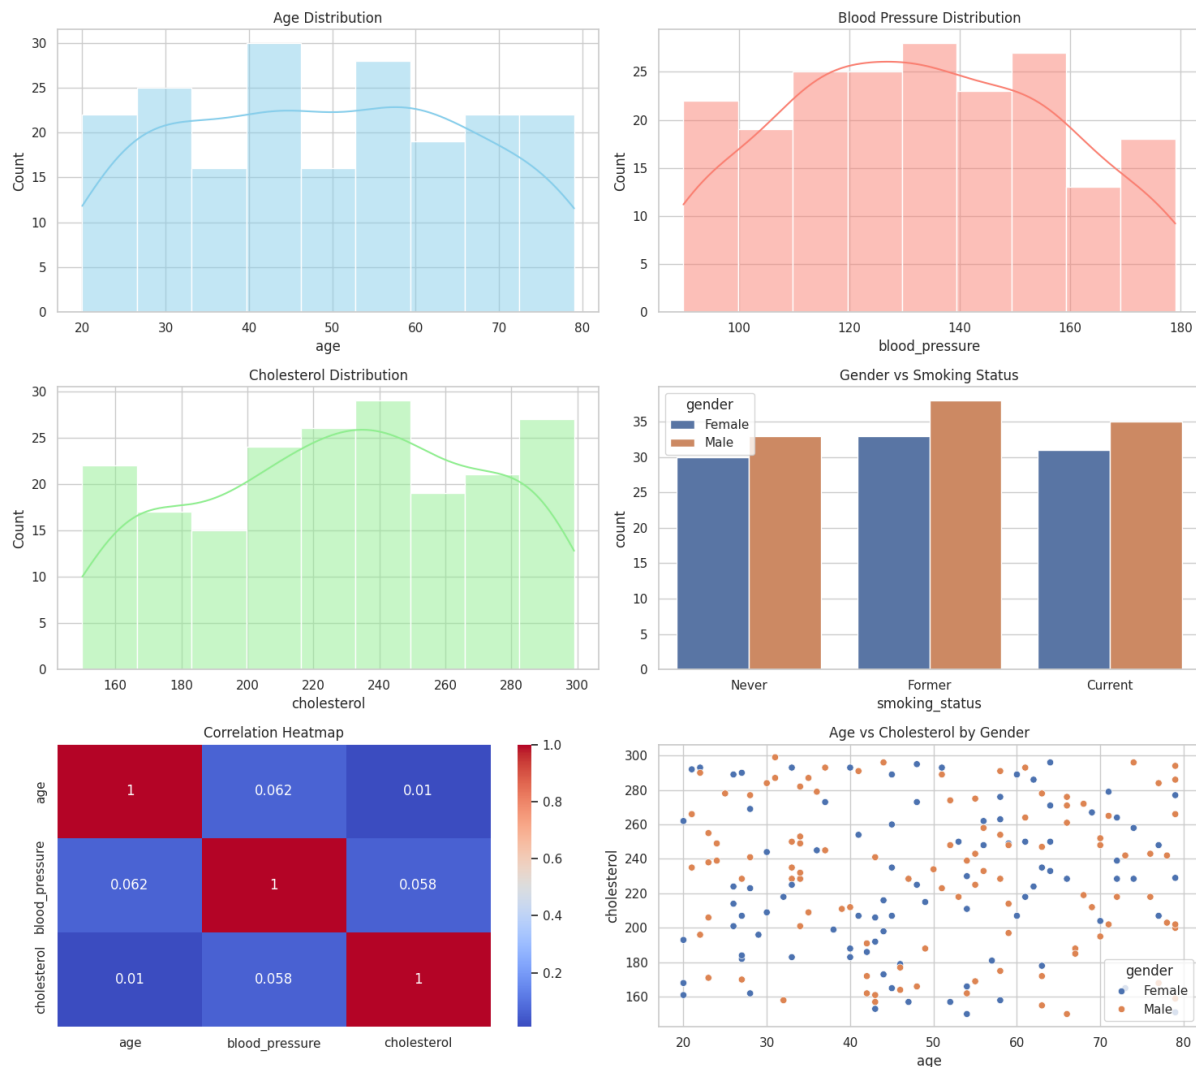 Age Distribution
30
25
20
15
10
5
0
Count
20 30 40 50 60 70 80
age
Blood Pressure Distribution
25
20
15
10
5
0
Count
100 120 140 160 180
blood_pressure
Cholesterol Distribution
30
25
20
15
10
5
0
Count
160 180 200 220 240 260 280 300
cholesterol
Gender vs Smoking Status
gender
Female
Male
35
30
25
20
15
10
5
0
count
Never Former Current
smoking_status
Correlation Heatmap
age
blood_pressure
cholesterol
1 0.062 0.01
0.062 1 0.058
0.01 0.058 1
age blood_pressure cholesterol
1.0
0.8
0.6
0.4
0.2
Age vs Cholesterol by Gender
300
280
260
240
220
200
180
160
cholesterol
gender
Female
Male
20 30 40 50 60 70 80
age